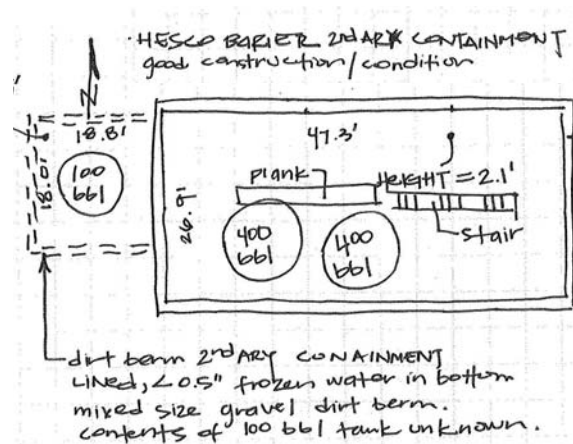 ·HESCO BARIER 2ndARY CONTAINMENT
good construction/condition
N
18.8'
47.3'
18.0'
100
bbl
Plank
HEIGHT = 2.1'
26.9'
400
bbl
400
bbl
stair
dirt berm 2ndARY CONAINMENT
LINED, <0.5" frozen water in bottom
mixed size gravel dirt berm.
contents of 100 bbl tank unknown.